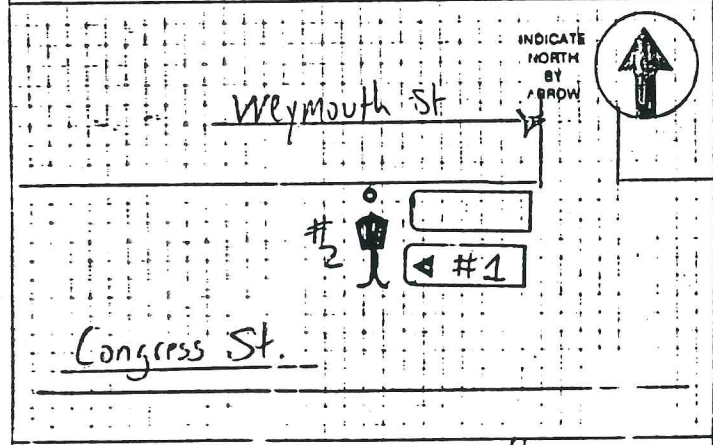 INDICATE
NORTH
BY
ARROW
Weymouth St
#2
#1
Congress St.